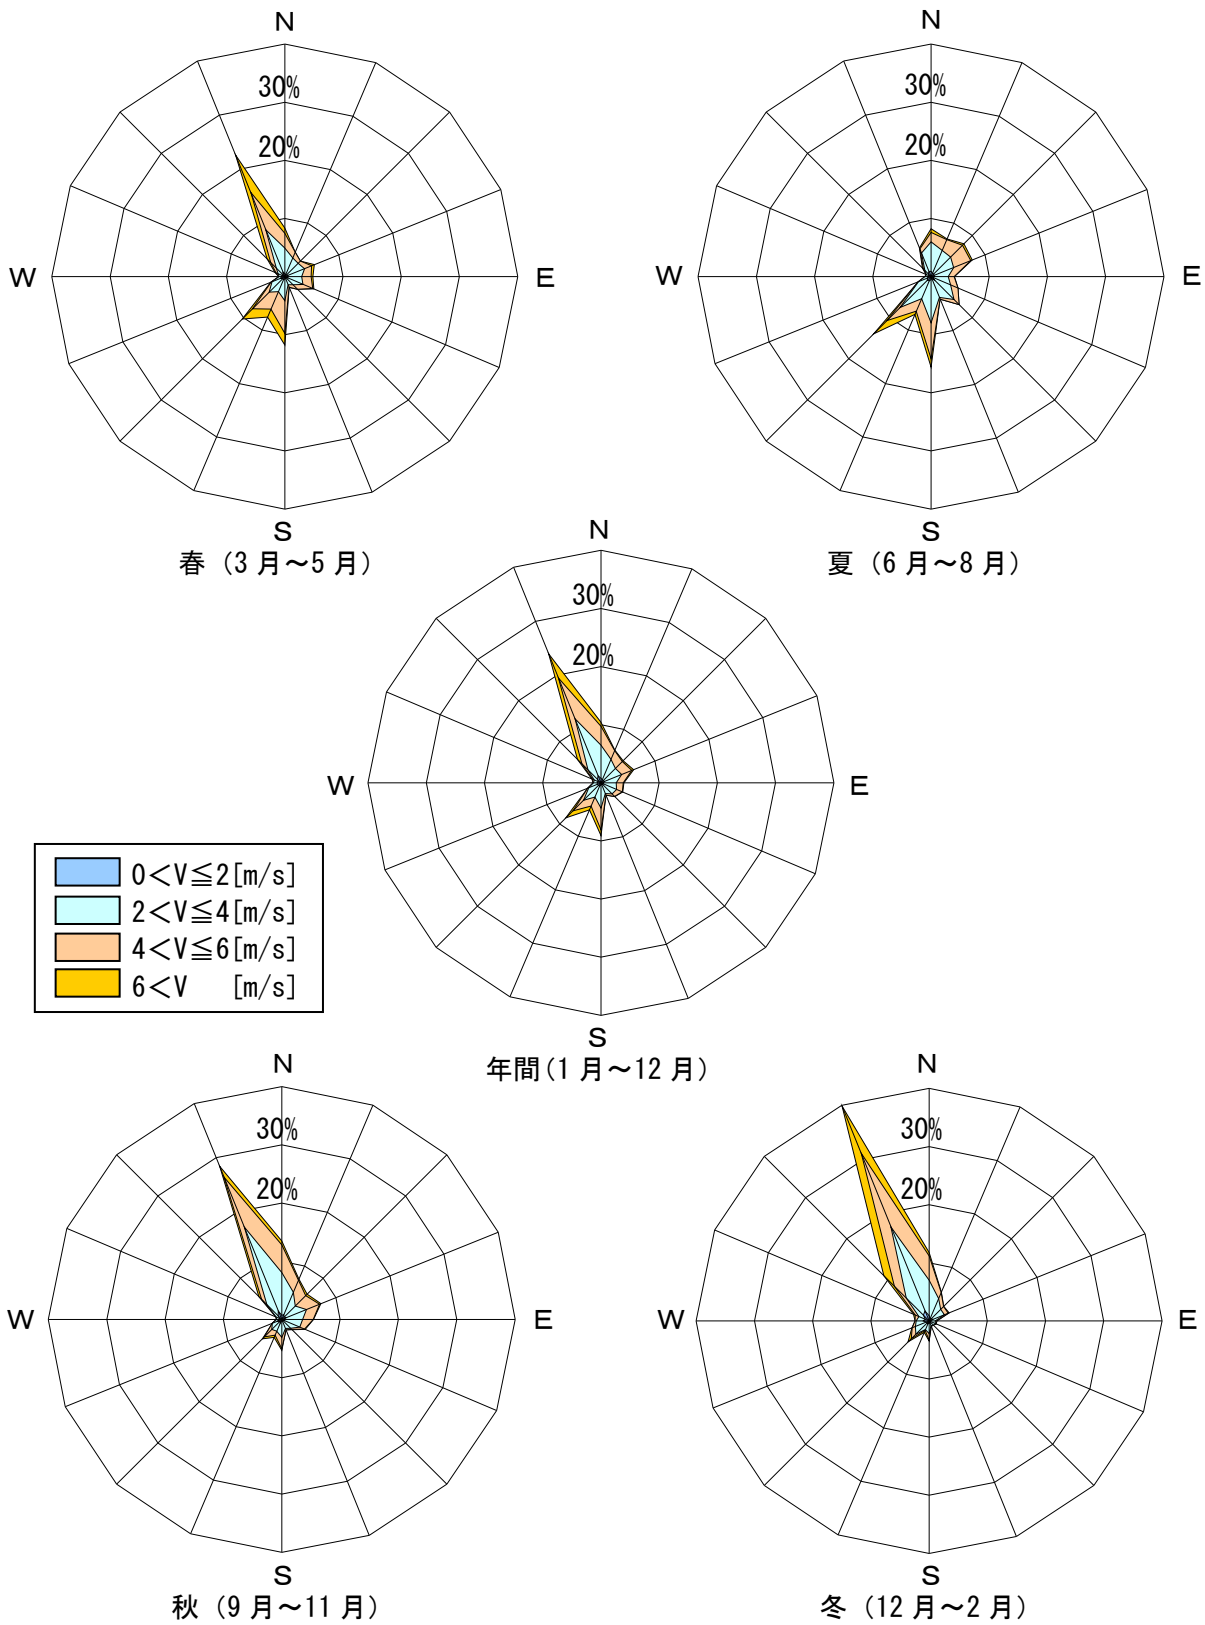 N
30%
20%
W
E
S
春 (3月～5月)
N
30%
20%
W
E
S
夏 (6月～8月)
N
30%
20%
W
E
S
年間(1月～12月)
0＜V≦2[m/s]
2＜V≦4[m/s]
4＜V≦6[m/s]
6＜V [m/s]
N
30%
20%
W
E
S
秋 (9月～11月)
N
30%
20%
W
E
S
冬 (12月～2月)